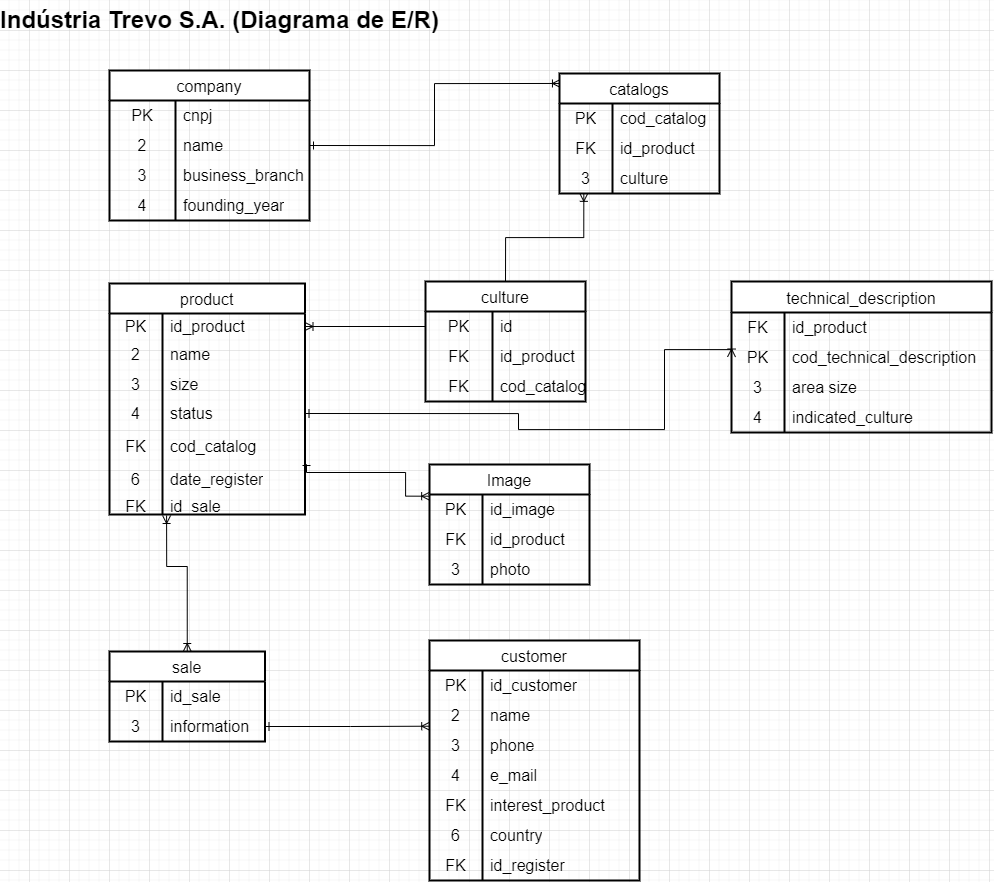 Indústria Trevo S.A. (Diagrama de E/R)
company
PK cnpj
2 name
3 business_branch
4 founding_year
catalogs
PK cod_catalog
FK id_product
3 culture
product
PK id_product
2 name
3 size
4 status
FK cod_catalog
6 date_register
FK id_sale
culture
PK id
FK id_product
FK cod_catalog
technical_description
FK id_product
PK cod_technical_description
3 area size
4 indicated_culture
Image
PK id_image
FK id_product
3 photo
sale
PK id_sale
3 information
customer
PK id_customer
2 name
3 phone
4 e_mail
FK interest_product
6 country
FK id_register